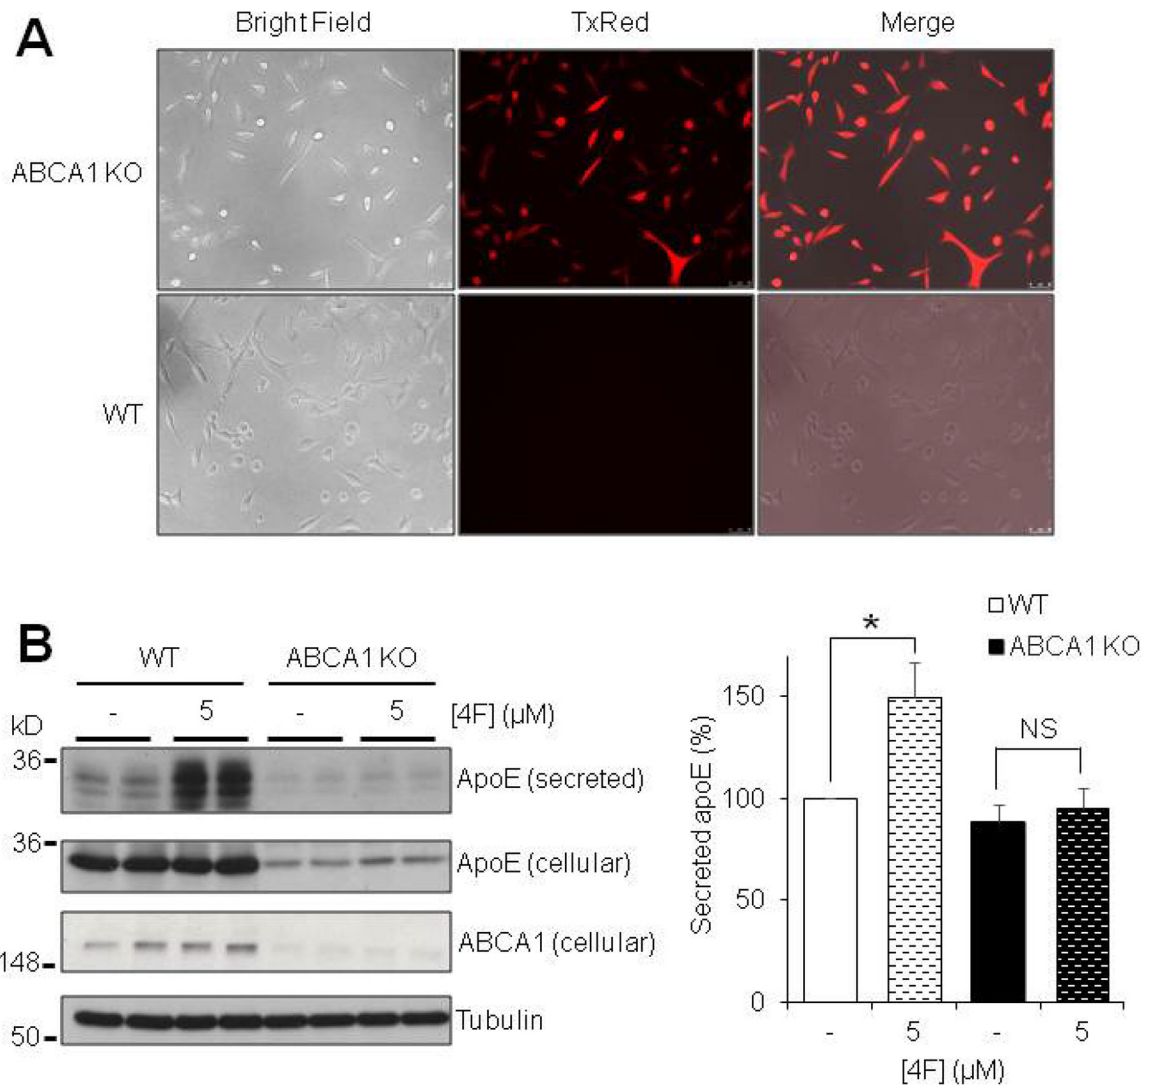 A
Bright Field TxRed Merge
ABCA1 KO
WT
B
WT ABCA1 KO
kD
- 5 - 5 [4F] (µM)
36
ApoE (secreted)
36
ApoE (cellular)
ABCA1 (cellular)
148
Tubulin
50
WT
ABCA1 KO
*
NS
Secreted apoE (%)
150
100
50
0
- 5 - 5
[4F] (µM)